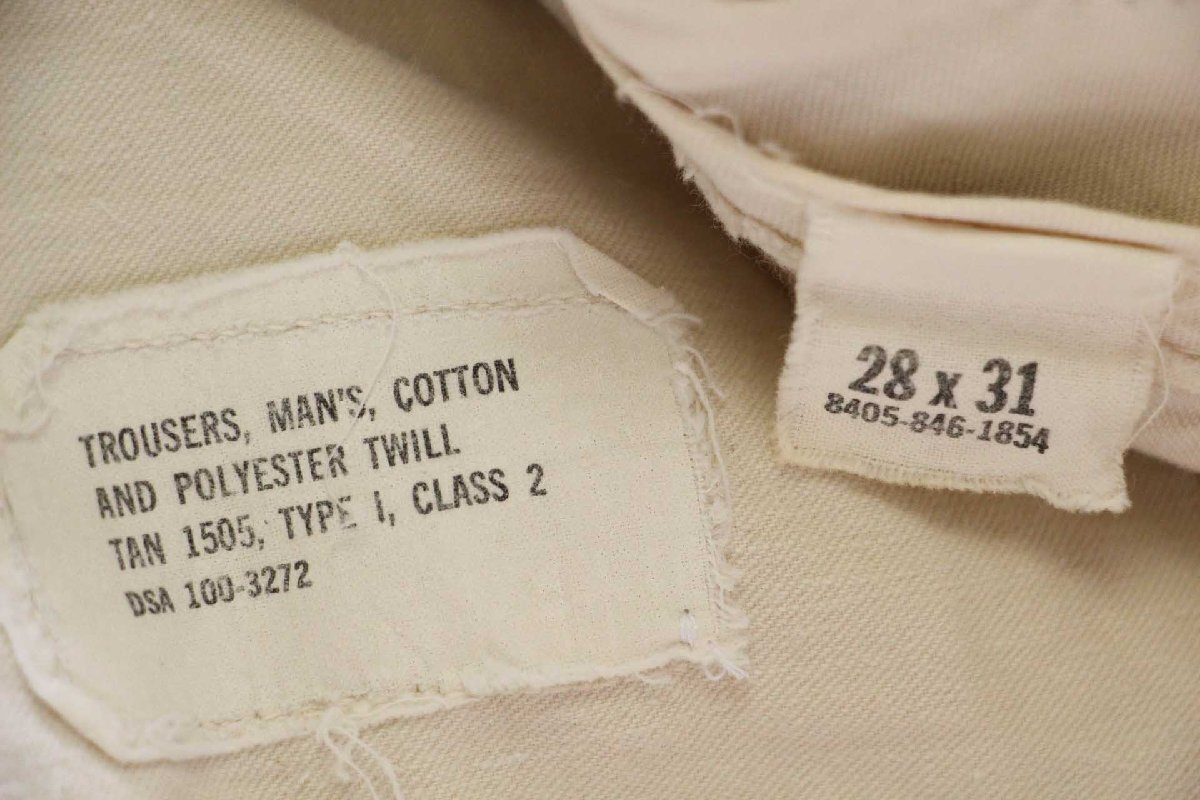 TROUSERS, MAN'S, COTTON
AND POLYESTER TWILL
TAN 1505, TYPE I, CLASS 2
DSA 100-3272
28 x 31
8405-846-1854